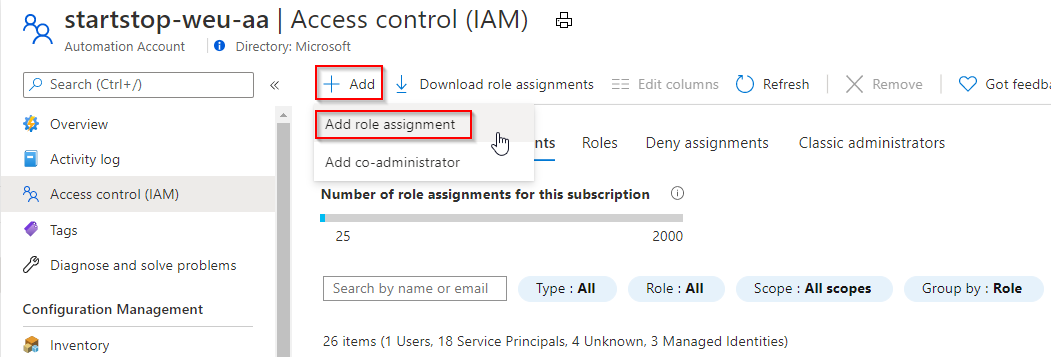 startstop-weu-aa | Access control (IAM)
Automation Account
Directory: Microsoft
Search (Ctrl+/)
«
Overview
Activity log
Access control (IAM)
Tags
Diagnose and solve problems
Configuration Management
Inventory
+ Add
Download role assignments
Edit columns
Refresh
Remove
Got feedba
Add role assignment
Add co-administrator
nts
Roles
Deny assignments
Classic administrators
Number of role assignments for this subscription
25
2000
Search by name or email
Type : All
Role : All
Scope : All scopes
Group by : Role
26 items (1 Users, 18 Service Principals, 4 Unknown, 3 Managed Identities)